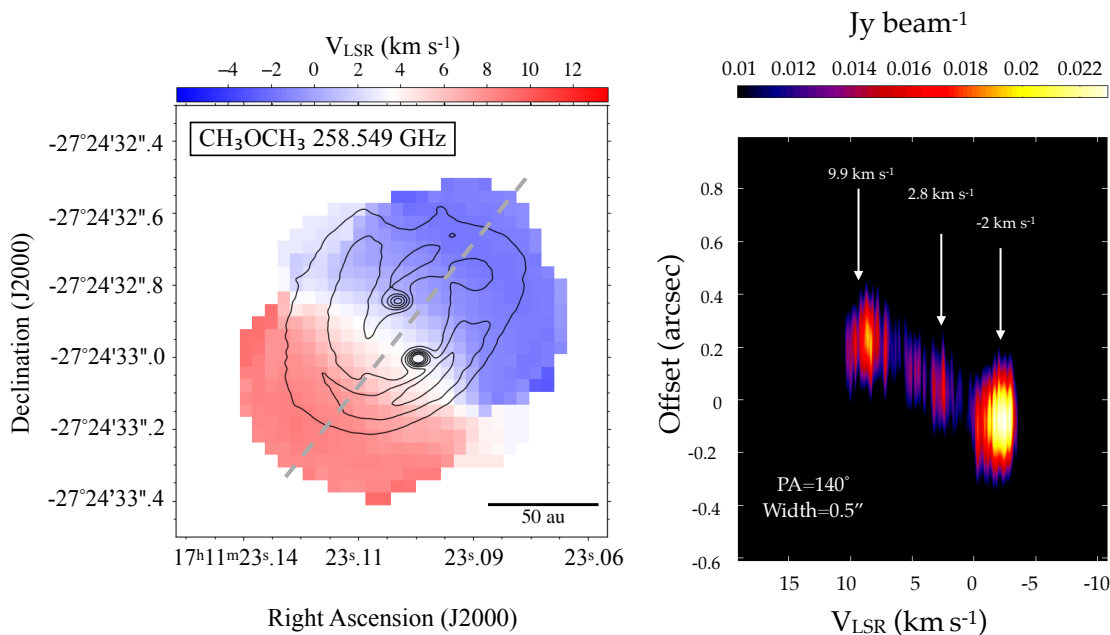 V_LSR (km s⁻¹)
−4 −2 0 2 4 6 8 10 12
CH₃OCH₃ 258.549 GHz
Declination (J2000)
-27°24'32".4
-27°24'32".6
-27°24'32".8
-27°24'33".0
-27°24'33".2
-27°24'33".4
50 au
17ʰ11ᵐ23ˢ.14 23ˢ.11 23ˢ.09 23ˢ.06
Right Ascension (J2000)
Jy beam⁻¹
0.01 0.012 0.014 0.016 0.018 0.02 0.022
Offset (arcsec)
0.8
0.6
0.4
0.2
0
-0.2
-0.4
-0.6
9.9 km s⁻¹
2.8 km s⁻¹
-2 km s⁻¹
PA=140°
Width=0.5″
15 10 5 0 -5 -10
V_LSR (km s⁻¹)